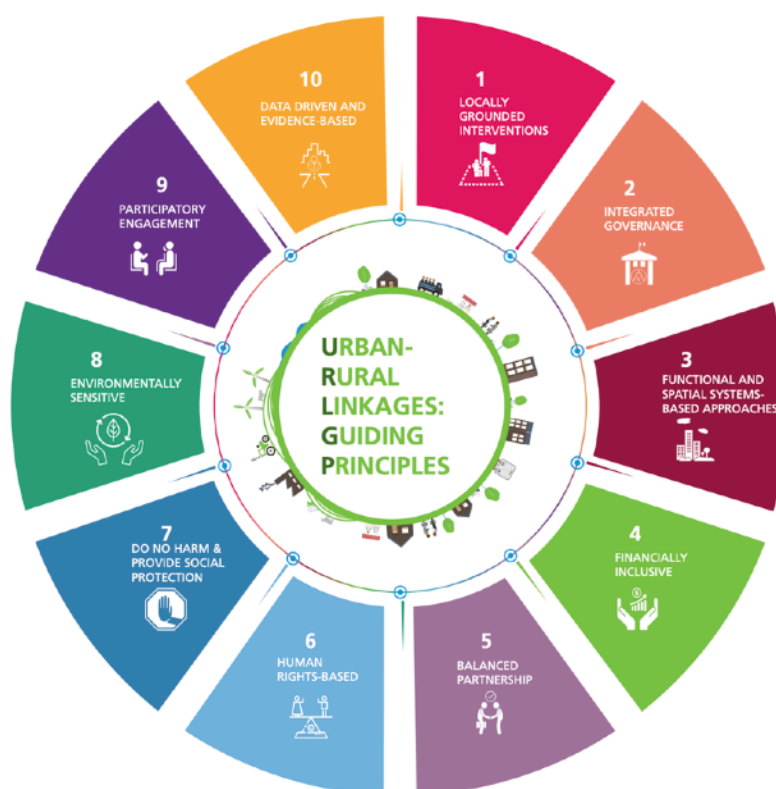 URBAN-
RURAL
LINKAGES:
GUIDING
PRINCIPLES
1
LOCALLY
GROUNDED
INTERVENTIONS
2
INTEGRATED
GOVERNANCE
3
FUNCTIONAL AND
SPATIAL SYSTEMS-
BASED APPROACHES
4
FINANCIALLY
INCLUSIVE
5
BALANCED
PARTNERSHIP
6
HUMAN
RIGHTS-BASED
7
DO NO HARM &
PROVIDE SOCIAL
PROTECTION
8
ENVIRONMENTALLY
SENSITIVE
9
PARTICIPATORY
ENGAGEMENT
10
DATA DRIVEN AND
EVIDENCE-BASED